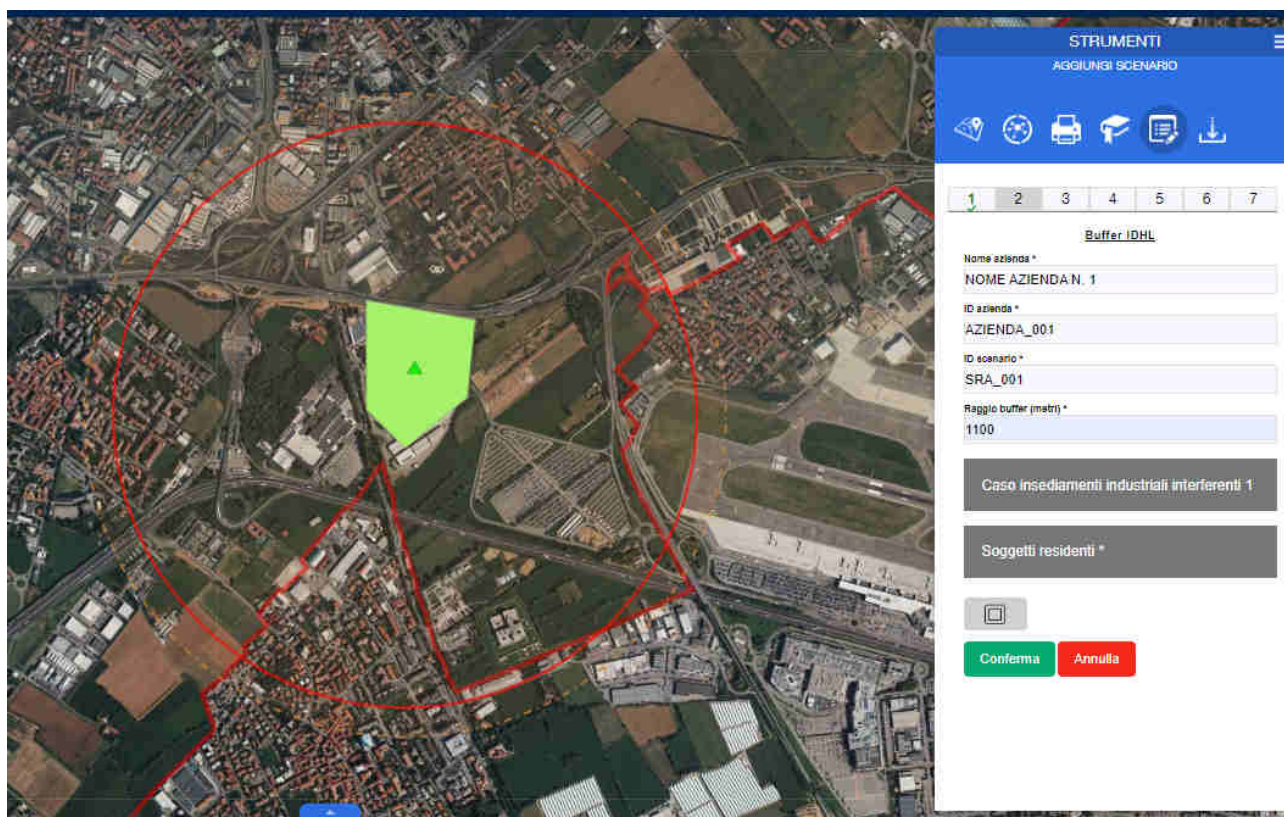 STRUMENTI
AGGIUNGI SCENARIO
1 2 3 4 5 6 7
Buffer IDHL
Nome azienda *
NOME AZIENDA N. 1
ID azienda *
AZIENDA_001
ID scenario *
SRA_001
Raggio buffer (metri) *
1100
Caso insediamenti industriali interferenti 1
Soggetti residenti *
Conferma Annulla